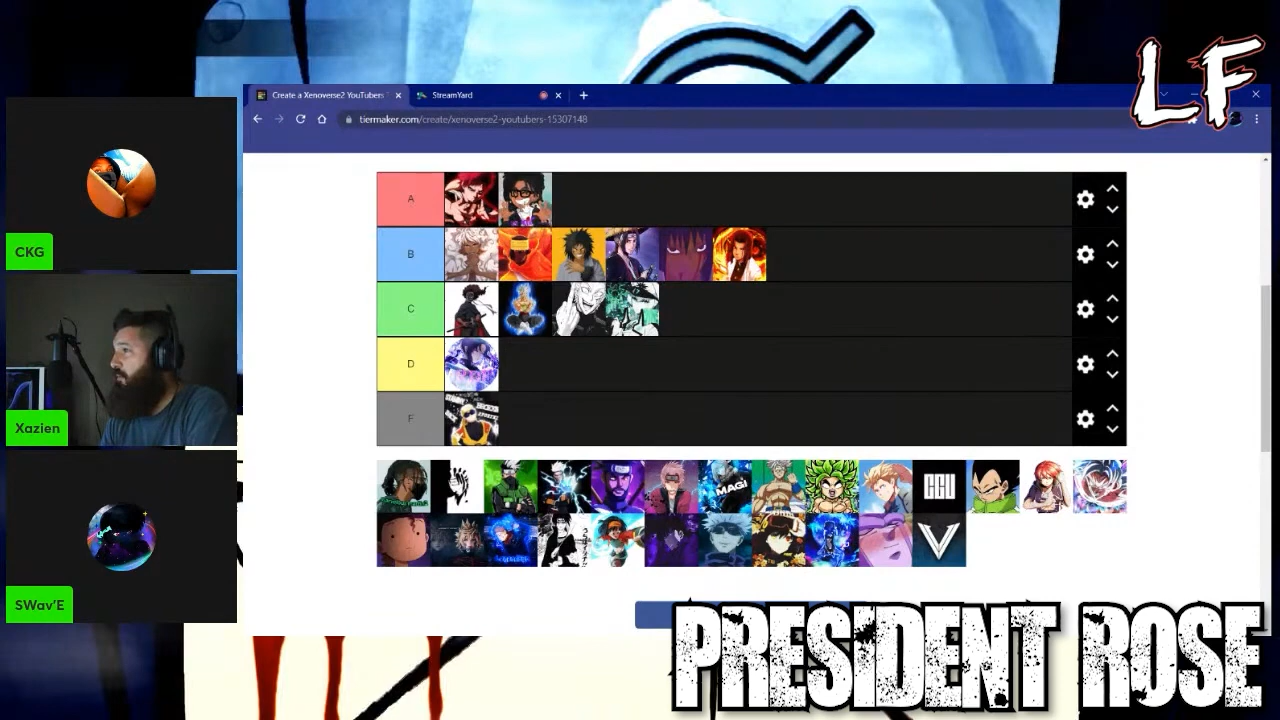 LF
Create a Xenoverse2 YouTubers
StreamYard
tiermaker.com/create/xenoverse2-youtubers-15307148
CKG
Xazien
SWav'E
A
B
C
D
F
MAGI
CCU
V
PRESIDENT ROSE